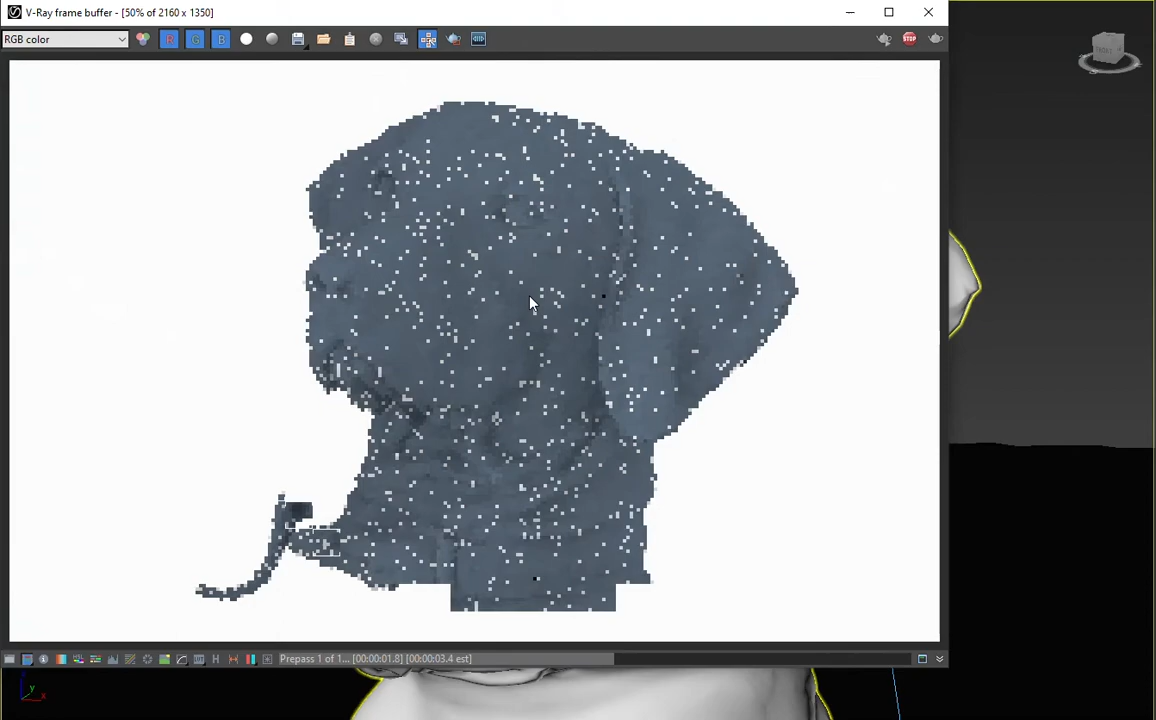 V-Ray frame buffer - [50% of 2160 x 1350]
RGB color
R
G
B
STOP
H
Prepass 1 of 1... [00:00:01.8] [00:00:03.4 est]
y
x